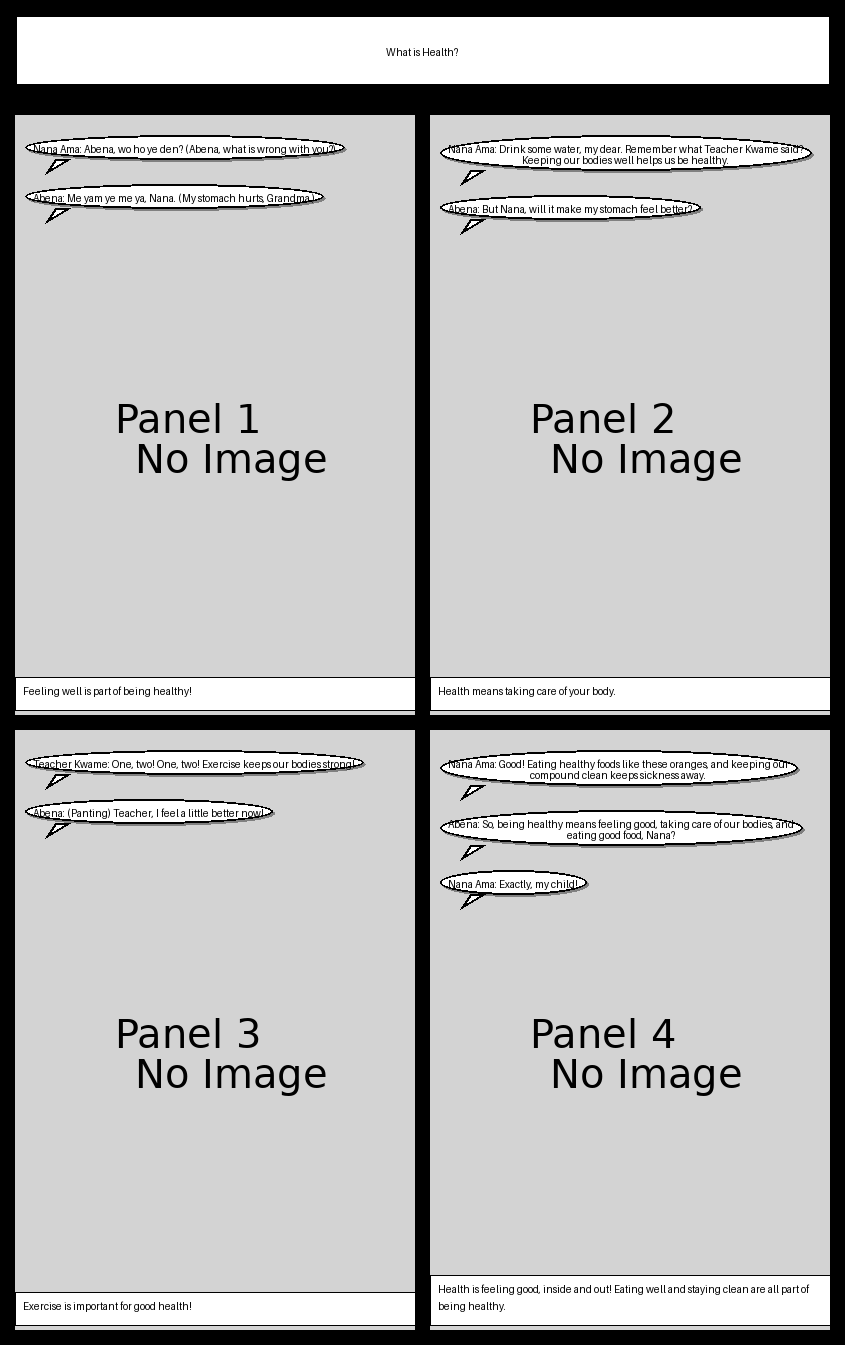 What is Health?
Nana Ama: Abena, wo ho ye den? (Abena, what is wrong with you?)
Abena: Me yam ye me ya, Nana. (My stomach hurts, Grandma.)
Panel 1
No Image
Feeling well is part of being healthy!
Nana Ama: Drink some water, my dear. Remember what Teacher Kwame said?
Keeping our bodies well helps us be healthy.
Abena: But Nana, will it make my stomach feel better?
Panel 2
No Image
Health means taking care of your body.
Teacher Kwame: One, two! One, two! Exercise keeps our bodies strong!
Abena: (Panting) Teacher, I feel a little better now!
Panel 3
No Image
Exercise is important for good health!
Nana Ama: Good! Eating healthy foods like these oranges, and keeping our
compound clean keeps sickness away.
Abena: So, being healthy means feeling good, taking care of our bodies, and
eating good food, Nana?
Nana Ama: Exactly, my child!
Panel 4
No Image
Health is feeling good, inside and out! Eating well and staying clean are all part of
being healthy.